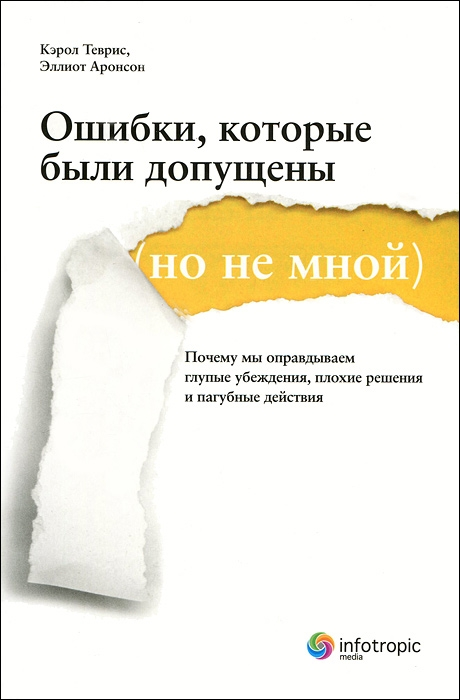 Кэрол Теврис,
Эллиот Аронсон
Ошибки, которые
были допущены
(но не мной)
Почему мы оправдываем
глупые убеждения, плохие решения
и пагубные действия
infotropic
media